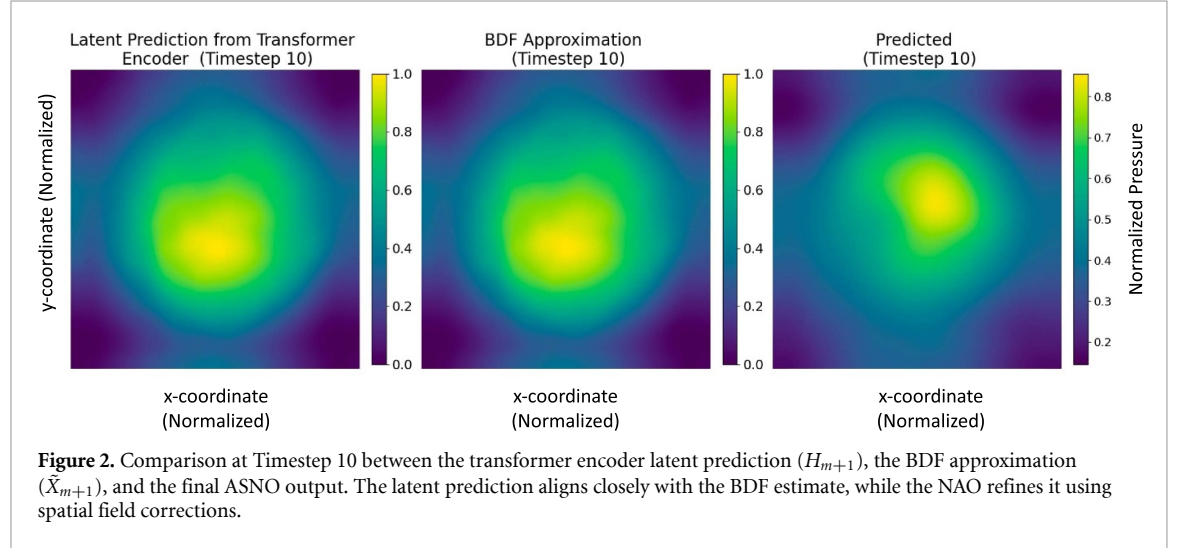 Latent Prediction from Transformer
Encoder (Timestep 10)
BDF Approximation
(Timestep 10)
Predicted
(Timestep 10)
y-coordinate (Normalized)
1.0
0.8
0.6
0.4
0.2
0.0
1.0
0.8
0.6
0.4
0.2
0.0
0.8
0.7
0.6
0.5
0.4
0.3
0.2
Normalized Pressure
x-coordinate
(Normalized)
x-coordinate
(Normalized)
x-coordinate
(Normalized)
Figure 2. Comparison at Timestep 10 between the transformer encoder latent prediction (Hₘ₊₁), the BDF approximation
(X̃ₘ₊₁), and the final ASNO output. The latent prediction aligns closely with the BDF estimate, while the NAO refines it using
spatial field corrections.